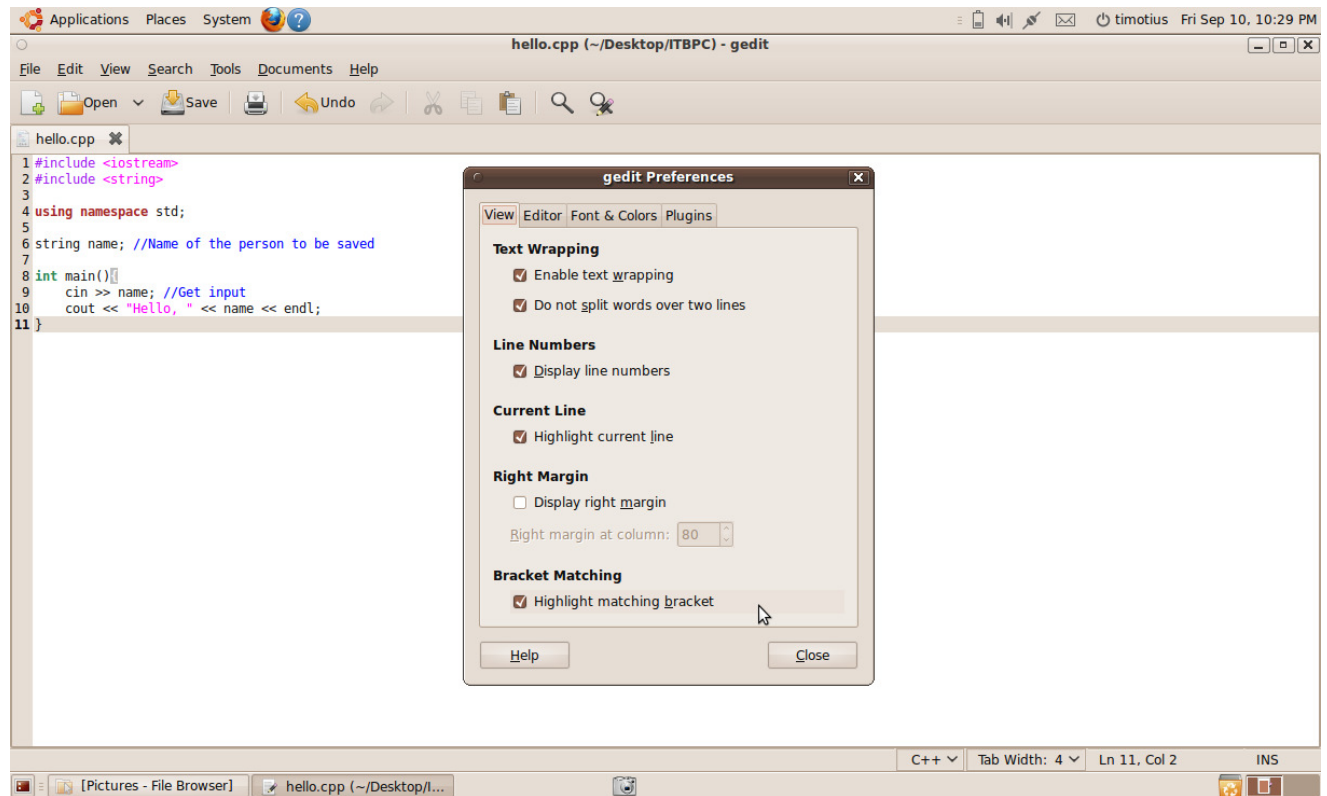 Applications Places System timotius Fri Sep 10, 10:29 PM
hello.cpp (~/Desktop/ITBPC) - gedit
File Edit View Search Tools Documents Help
Open Save Undo
hello.cpp
1 #include <iostream>
2 #include <string>
3
4 using namespace std;
5
6 string name; //Name of the person to be saved
7
8 int main(){
9 cin >> name; //Get input
10 cout << "Hello, " << name << endl;
11 }
gedit Preferences
View Editor Font & Colors Plugins
Text Wrapping
Enable text wrapping
Do not split words over two lines
Line Numbers
Display line numbers
Current Line
Highlight current line
Right Margin
Display right margin
Right margin at column: 80
Bracket Matching
Highlight matching bracket
Help Close
C++ Tab Width: 4 Ln 11, Col 2 INS
[Pictures - File Browser] hello.cpp (~/Desktop/I...